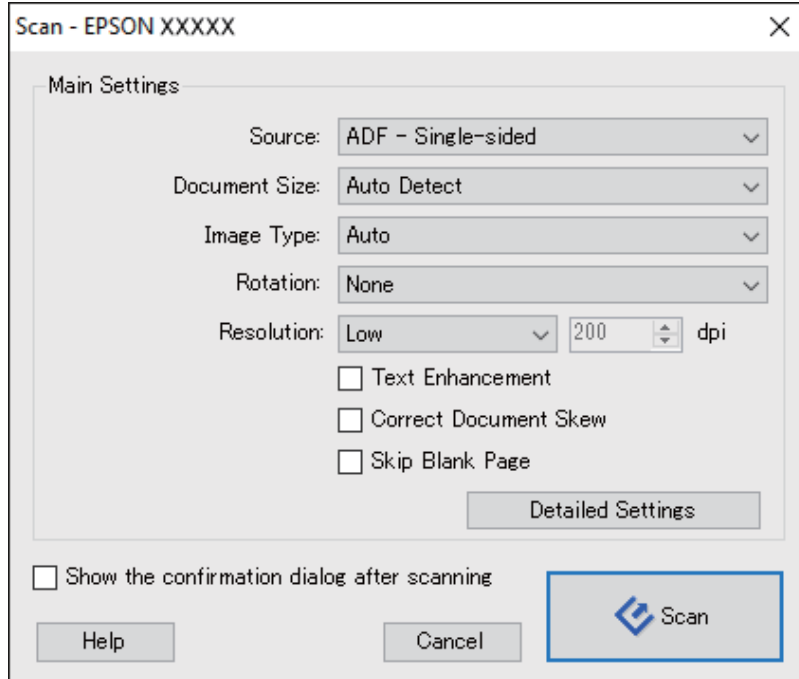 Scan - EPSON XXXXX
Main Settings
Source: ADF - Single-sided
Document Size: Auto Detect
Image Type: Auto
Rotation: None
Resolution: Low 200 dpi
Text Enhancement
Correct Document Skew
Skip Blank Page
Detailed Settings
Show the confirmation dialog after scanning
Scan
Help Cancel